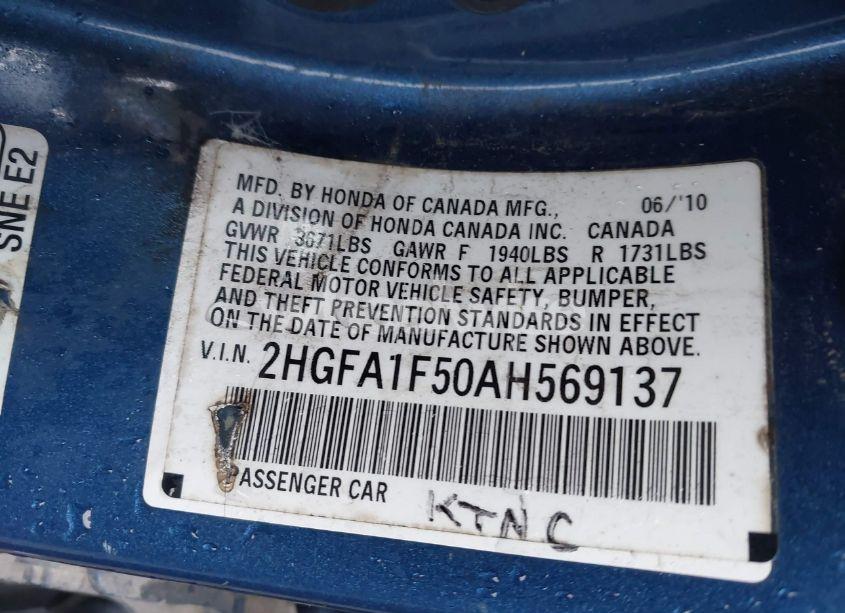 SNE E2
MFD. BY HONDA OF CANADA MFG., 06/'10
A DIVISION OF HONDA CANADA INC. CANADA
GVWR 3671LBS GAWR F 1940LBS R 1731LBS
THIS VEHICLE CONFORMS TO ALL APPLICABLE
FEDERAL MOTOR VEHICLE SAFETY, BUMPER,
AND THEFT PREVENTION STANDARDS IN EFFECT
ON THE DATE OF MANUFACTURE SHOWN ABOVE.
V.I.N. 2HGFA1F50AH569137
PASSENGER CAR
KTNC